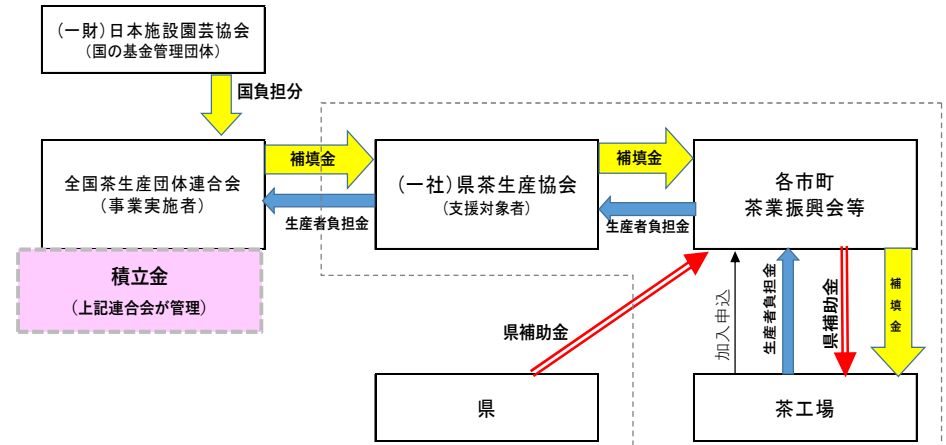 (一財)日本施設園芸協会
(国の基金管理団体)
国負担分
全国茶生産団体連合会
(事業実施者)
補填金
生産者負担金
(一社)県茶生産協会
(支援対象者)
補填金
生産者負担金
各市町
茶業振興会等
積立金
(上記連合会が管理)
県補助金
加入申込
生産者負担金
県補助金
補填金
県
茶工場